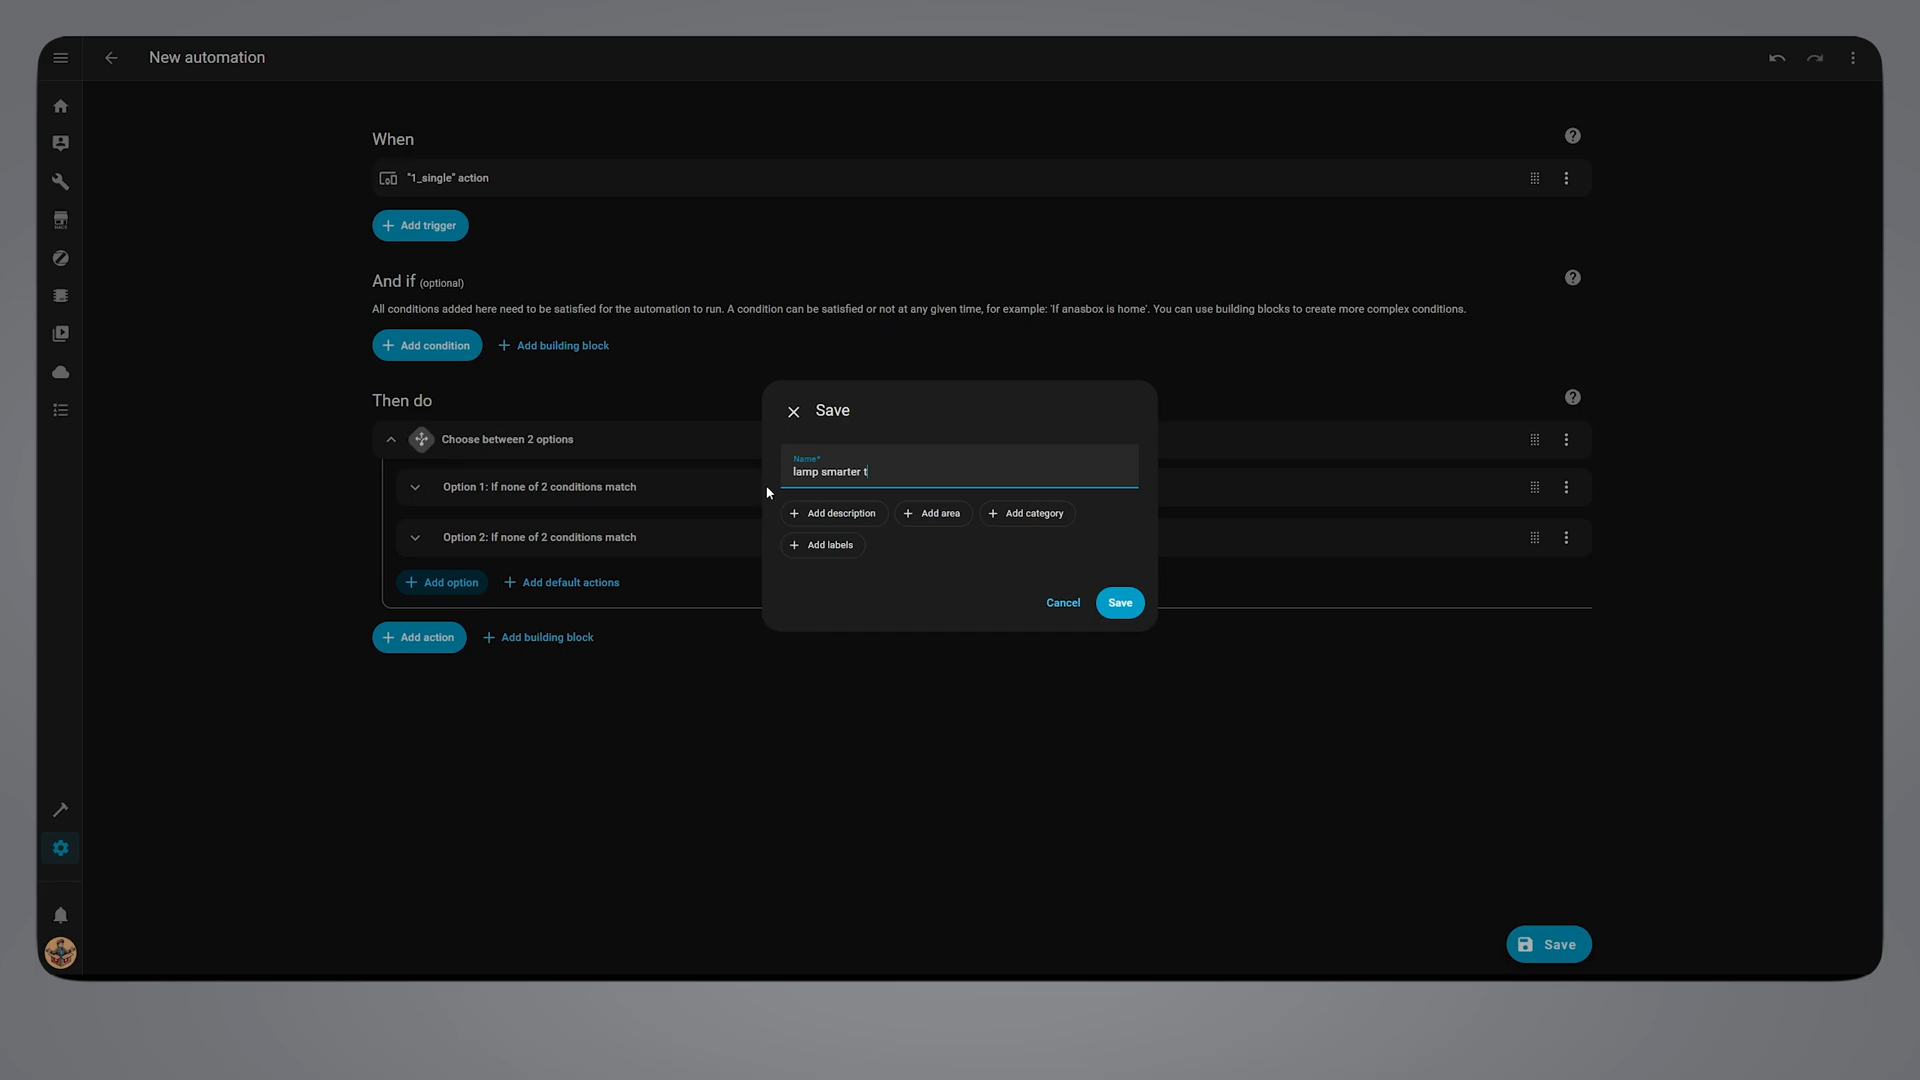 New automation
When
"1_single" action
Add trigger
And if (optional)
All conditions added here need to be satisfied for the automation to run. A condition can be satisfied or not at any given time, for example: 'If anasbox is home'. You can use building blocks to create more complex conditions.
Add condition
Add building block
Then do
Choose between 2 options
Option 1: If none of 2 conditions match
Option 2: If none of 2 conditions match
Add option
Add default actions
Add action
Add building block
Save
Name*
lamp smarter t
Add description
Add area
Add category
Add labels
Cancel
Save
HACS
Save